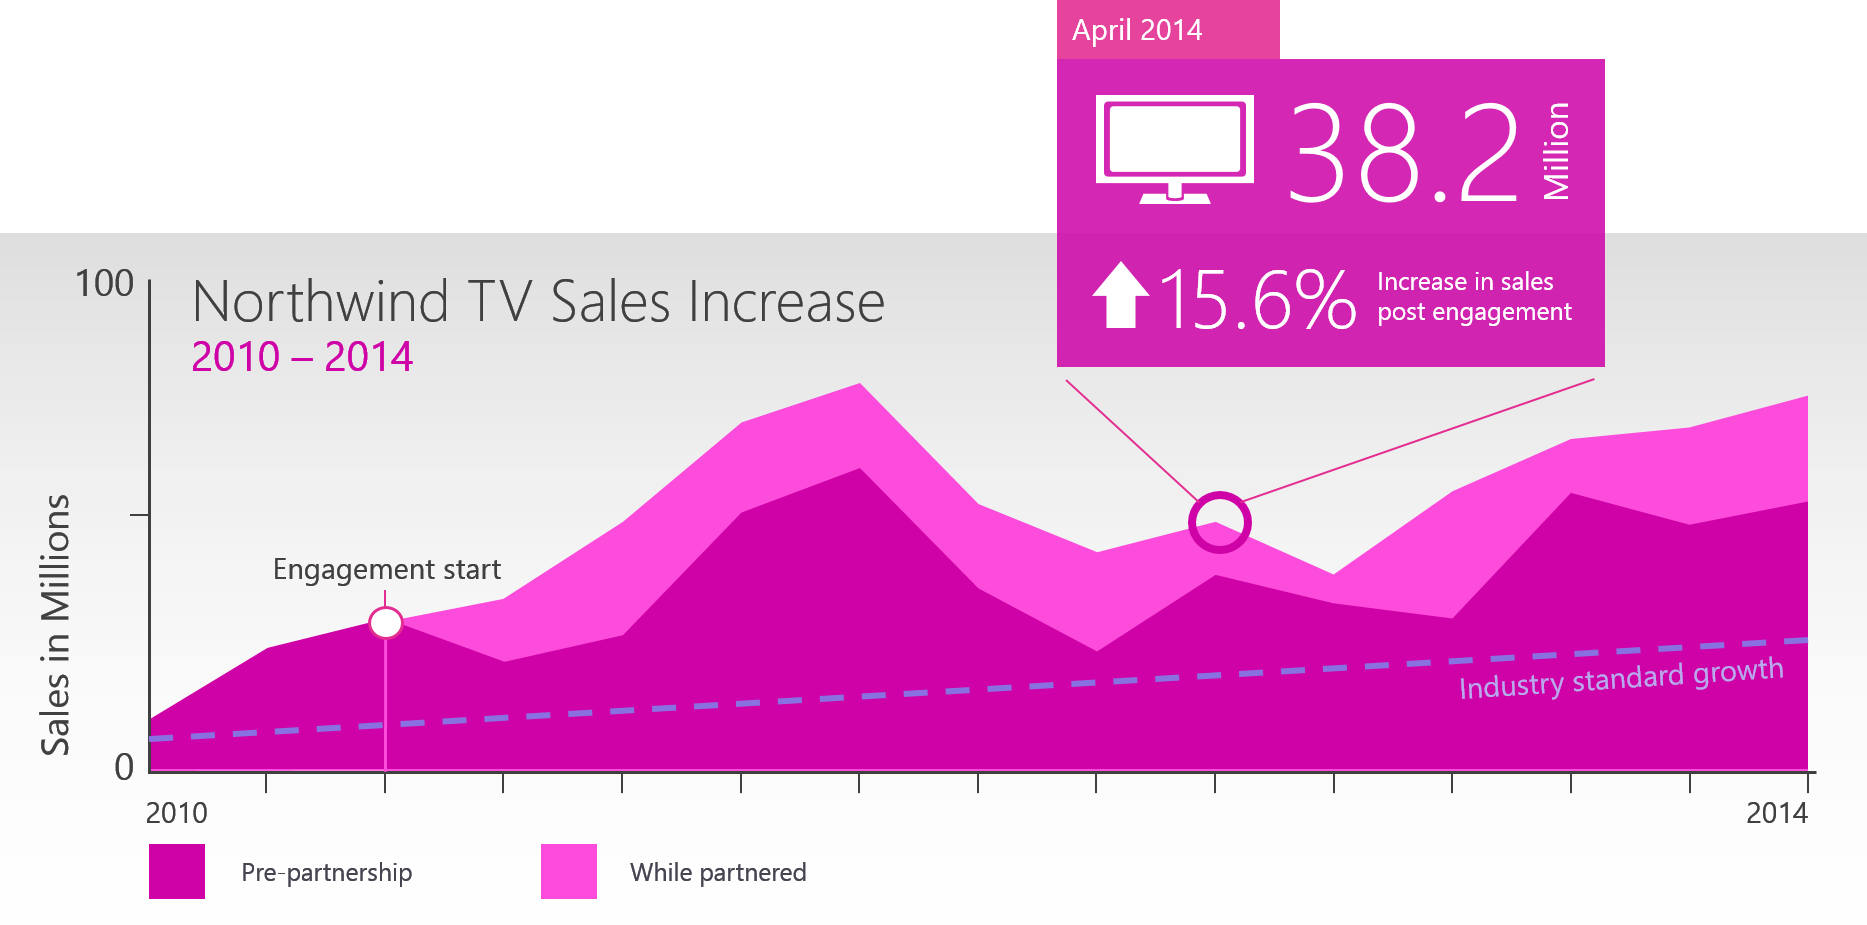 April 2014
38.2 Million
15.6%
Increase in sales
post engagement
100
Northwind TV Sales Increase
2010 – 2014
Sales in Millions
Engagement start
Industry standard growth
0
2010
2014
Pre-partnership
While partnered